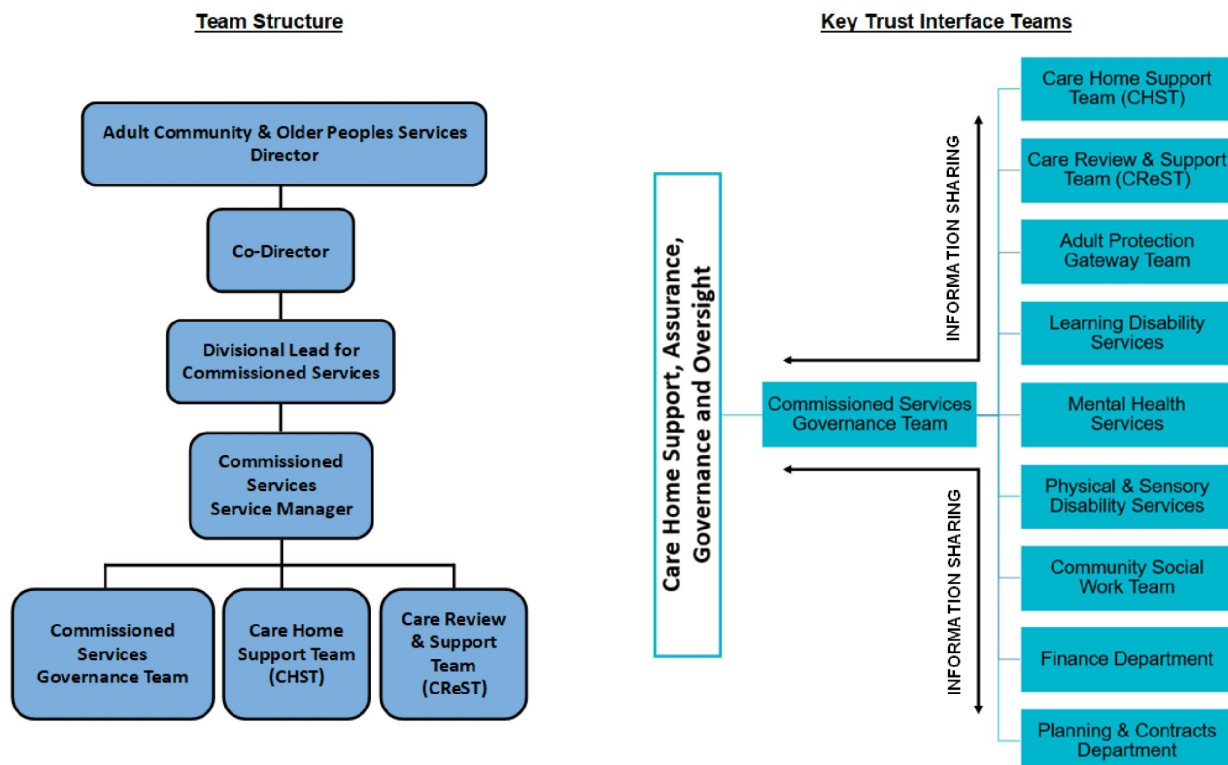 Team Structure
Adult Community & Older Peoples Services
Director
Co-Director
Divisional Lead for
Commissioned Services
Commissioned
Services
Service Manager
Commissioned
Services
Governance Team
Care Home
Support Team
(CHST)
Care Review
& Support
Team
(CReST)
Key Trust Interface Teams
Care Home Support, Assurance,
Governance and Oversight
Commissioned Services
Governance Team
INFORMATION SHARING
INFORMATION SHARING
Care Home Support
Team (CHST)
Care Review & Support
Team (CReST)
Adult Protection
Gateway Team
Learning Disability
Services
Mental Health
Services
Physical & Sensory
Disability Services
Community Social
Work Team
Finance Department
Planning & Contracts
Department